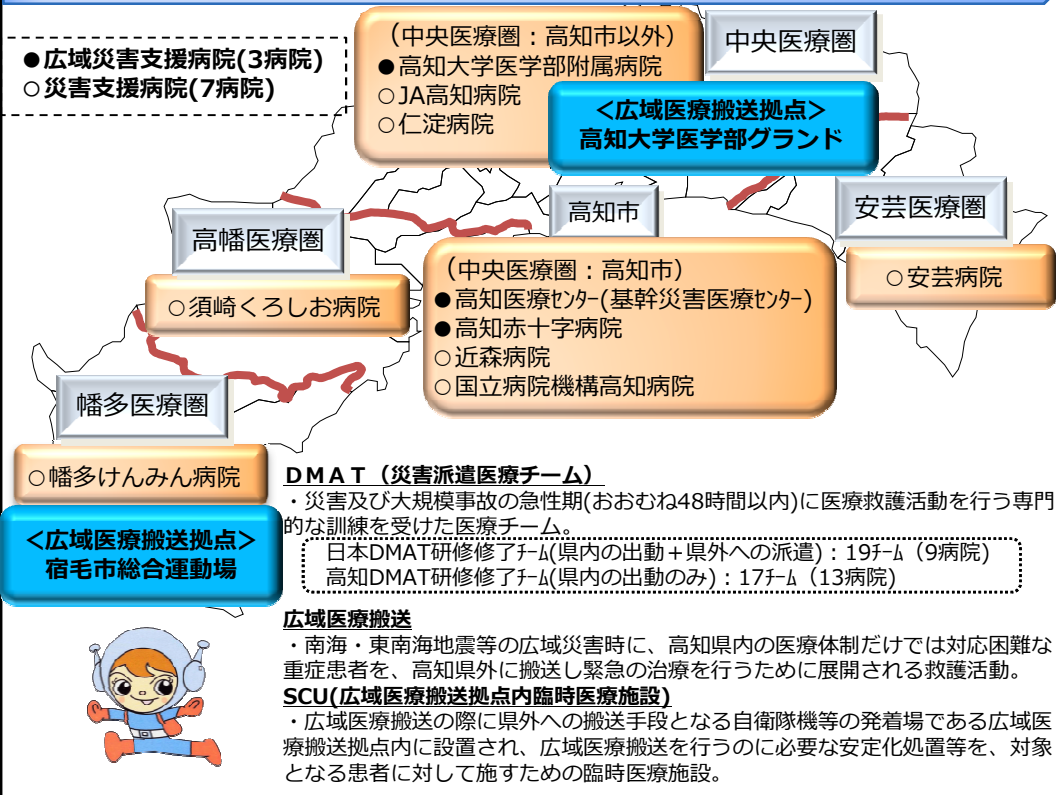 ●広域災害支援病院(3病院)
○災害支援病院(7病院)
(中央医療圏：高知市以外)
●高知大学医学部附属病院
○JA高知病院
○仁淀病院
中央医療圏
<広域医療搬送拠点>
高知大学医学部グランド
高幡医療圏
○須崎くろしお病院
高知市
(中央医療圏：高知市)
●高知医療ｾﾝﾀｰ(基幹災害医療ｾﾝﾀｰ)
●高知赤十字病院
○近森病院
○国立病院機構高知病院
安芸医療圏
○安芸病院
幡多医療圏
○幡多けんみん病院
<広域医療搬送拠点>
宿毛市総合運動場
ＤＭＡＴ（災害派遣医療チーム）
・災害及び大規模事故の急性期(おおむね48時間以内)に医療救護活動を行う専門
的な訓練を受けた医療チーム。
日本DMAT研修修了ﾁｰﾑ(県内の出動＋県外への派遣)：19ﾁｰﾑ（9病院)
高知DMAT研修修了ﾁｰﾑ(県内の出動のみ)：17ﾁｰﾑ（13病院)
広域医療搬送
・南海・東南海地震等の広域災害時に、高知県内の医療体制だけでは対応困難な
重症患者を、高知県外に搬送し緊急の治療を行うために展開される救護活動。
SCU(広域医療搬送拠点内臨時医療施設)
・広域医療搬送の際に県外への搬送手段となる自衛隊機等の発着場である広域医
療搬送拠点内に設置され、広域医療搬送を行うのに必要な安定化処置等を、対象
となる患者に対して施すための臨時医療施設。